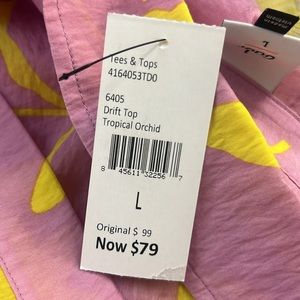 Tees & Tops
4164053TD0
6405
Drift Top
Tropical Orchid
8 45611 32256 7
L
Original $ 99
Now $79
L